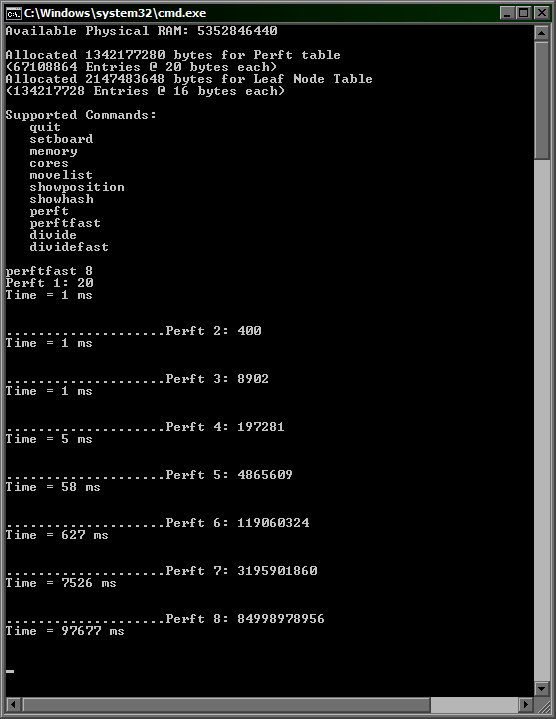 C:\Windows\system32\cmd.exe
Available Physical RAM: 5352846440
Allocated 1342177280 bytes for Perft table
(67108864 Entries @ 20 bytes each)
Allocated 2147483648 bytes for Leaf Node Table
(134217728 Entries @ 16 bytes each)
Supported Commands:
quit
setboard
memory
cores
movelist
showposition
showhash
perft
perftfast
divide
dividefast
perftfast 8
Perft 1: 20
Time = 1 ms
....................Perft 2: 400
Time = 1 ms
....................Perft 3: 8902
Time = 1 ms
....................Perft 4: 197281
Time = 5 ms
....................Perft 5: 4865609
Time = 58 ms
....................Perft 6: 119060324
Time = 627 ms
....................Perft 7: 3195901860
Time = 7526 ms
....................Perft 8: 84998978956
Time = 97677 ms